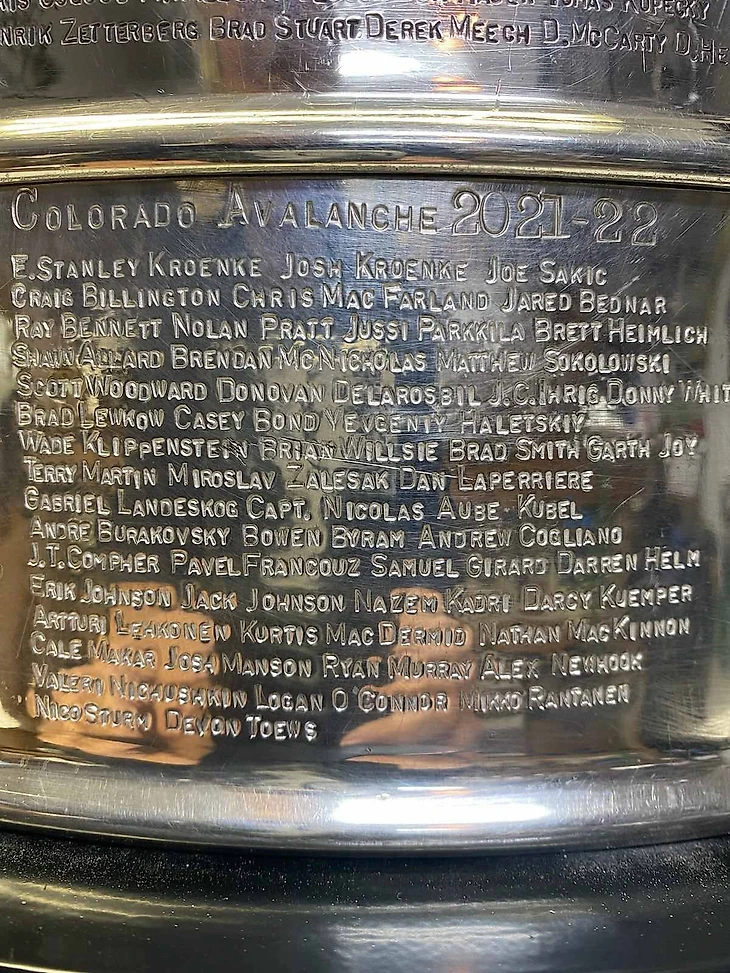 TOMAS KOPECKY
ZETTERBERG BRAD STUART DEREK MEECH D. MCCARTY D. HE
COLORADO AVALANCHE 2021-22
E. STANLEY KROENKE JOSH KROENKE JOE SAKIC
CRAIG BILLINGTON CHRIS MAC FARLAND JARED BEDNAR
RAY BENNETT NOLAN PRATT JUSSI PARKKILA BRETT HEIMLICH
SHAWN ALLARD BRENDAN MCNICHOLAS MATTHEW SOKOLOWSKI
SCOTT WOODWARD DONOVAN DELAROSBIL J.C. IHRIG DONNY WHIT
BRAD LEWKOW CASEY BOND YEVGENIY HALETSKIY
WADE KLIPPENSTEIN BRIAN WILLSIE BRAD SMITH GARTH JOY
TERRY MARTIN MIROSLAV ZALESAK DAN LAPERRIERE
GABRIEL LANDESKOG CAPT. NICOLAS AUBE-KUBEL
ANDRE BURAKOVSKY BOWEN BYRAM ANDREW COGLIANO
J.T. COMPHER PAVEL FRANCOUZ SAMUEL GIRARD DARREN HELM
ERIK JOHNSON JACK JOHNSON NAZEM KADRI DARCY KUEMPER
ARTTURI LEHKONEN KURTIS MACDERMID NATHAN MACKINNON
CALE MAKAR JOSH MANSON RYAN MURRAY ALEX NEWHOOK
VALERI NICHUSHKIN LOGAN O'CONNOR MIKKO RANTANEN
NICO STURM DEVON TOEWS